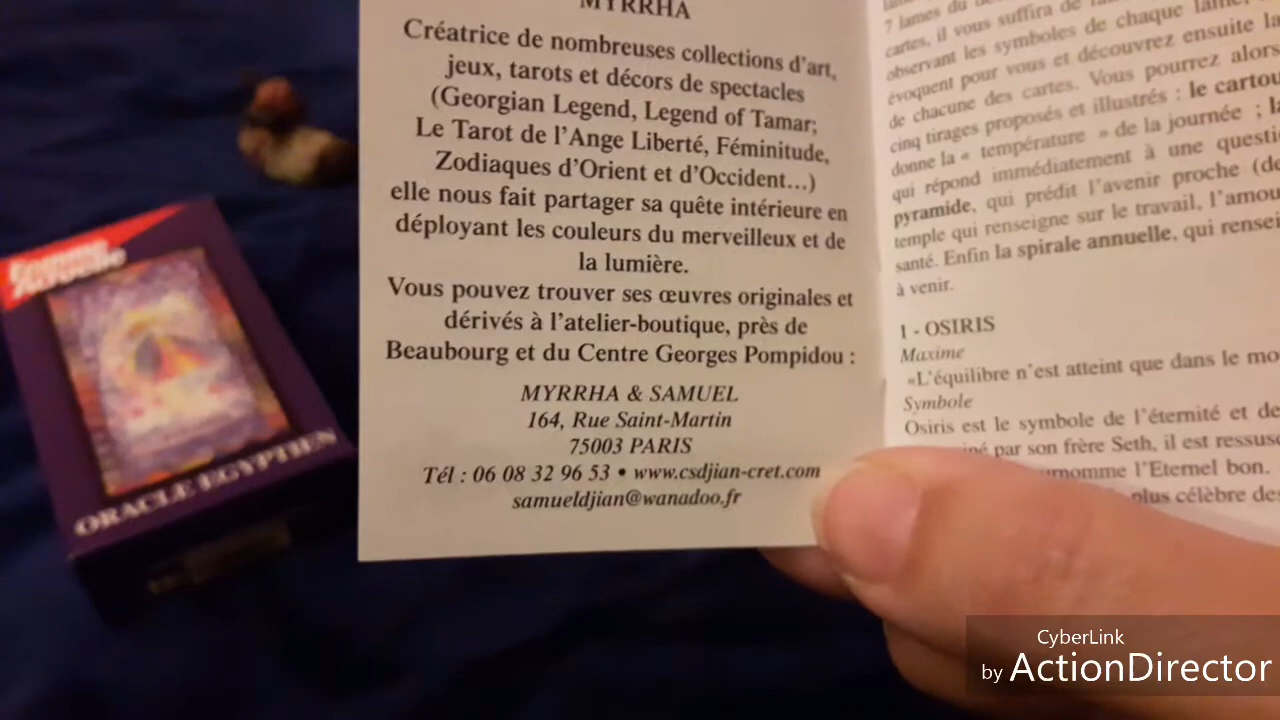 MYRRHA
Créatrice de nombreuses collections d'art,
jeux, tarots et décors de spectacles
(Georgian Legend, Legend of Tamar;
Le Tarot de l'Ange Liberté, Féminitude,
Zodiaques d'Orient et d'Occident...)
elle nous fait partager sa quête intérieure en
déployant les couleurs du merveilleux et de
la lumière.
Vous pouvez trouver ses œuvres originales et
dérivés à l'atelier-boutique, près de
Beaubourg et du Centre Georges Pompidou :
MYRRHA & SAMUEL
164, Rue Saint-Martin
75003 PARIS
Tél : 06 08 32 96 53 • www.csdjian-cret.com
samueldjian@wanadoo.fr
7 lames du
cartes, il vous suffira de
observant les symboles de chaque lame,
évoquent pour vous et découvrez ensuite la
de chacune des cartes. Vous pourrez alors
cinq tirages proposés et illustrés : le cartou
donne la « température » de la journée ; la
qui répond immédiatement à une questi
pyramide, qui prédit l'avenir proche (de
temple qui renseigne sur le travail, l'amou
santé. Enfin la spirale annuelle, qui rensei
à venir.
1 - OSIRIS
Maxime
«L'équilibre n'est atteint que dans le mo
Symbole
Osiris est le symbole de l'éternité et de
par son frère Seth, il est ressusc
l'Eternel bon.
plus célèbre des
Femme
Actuelle
ORACLE EGYPTIEN
CyberLink
by ActionDirector